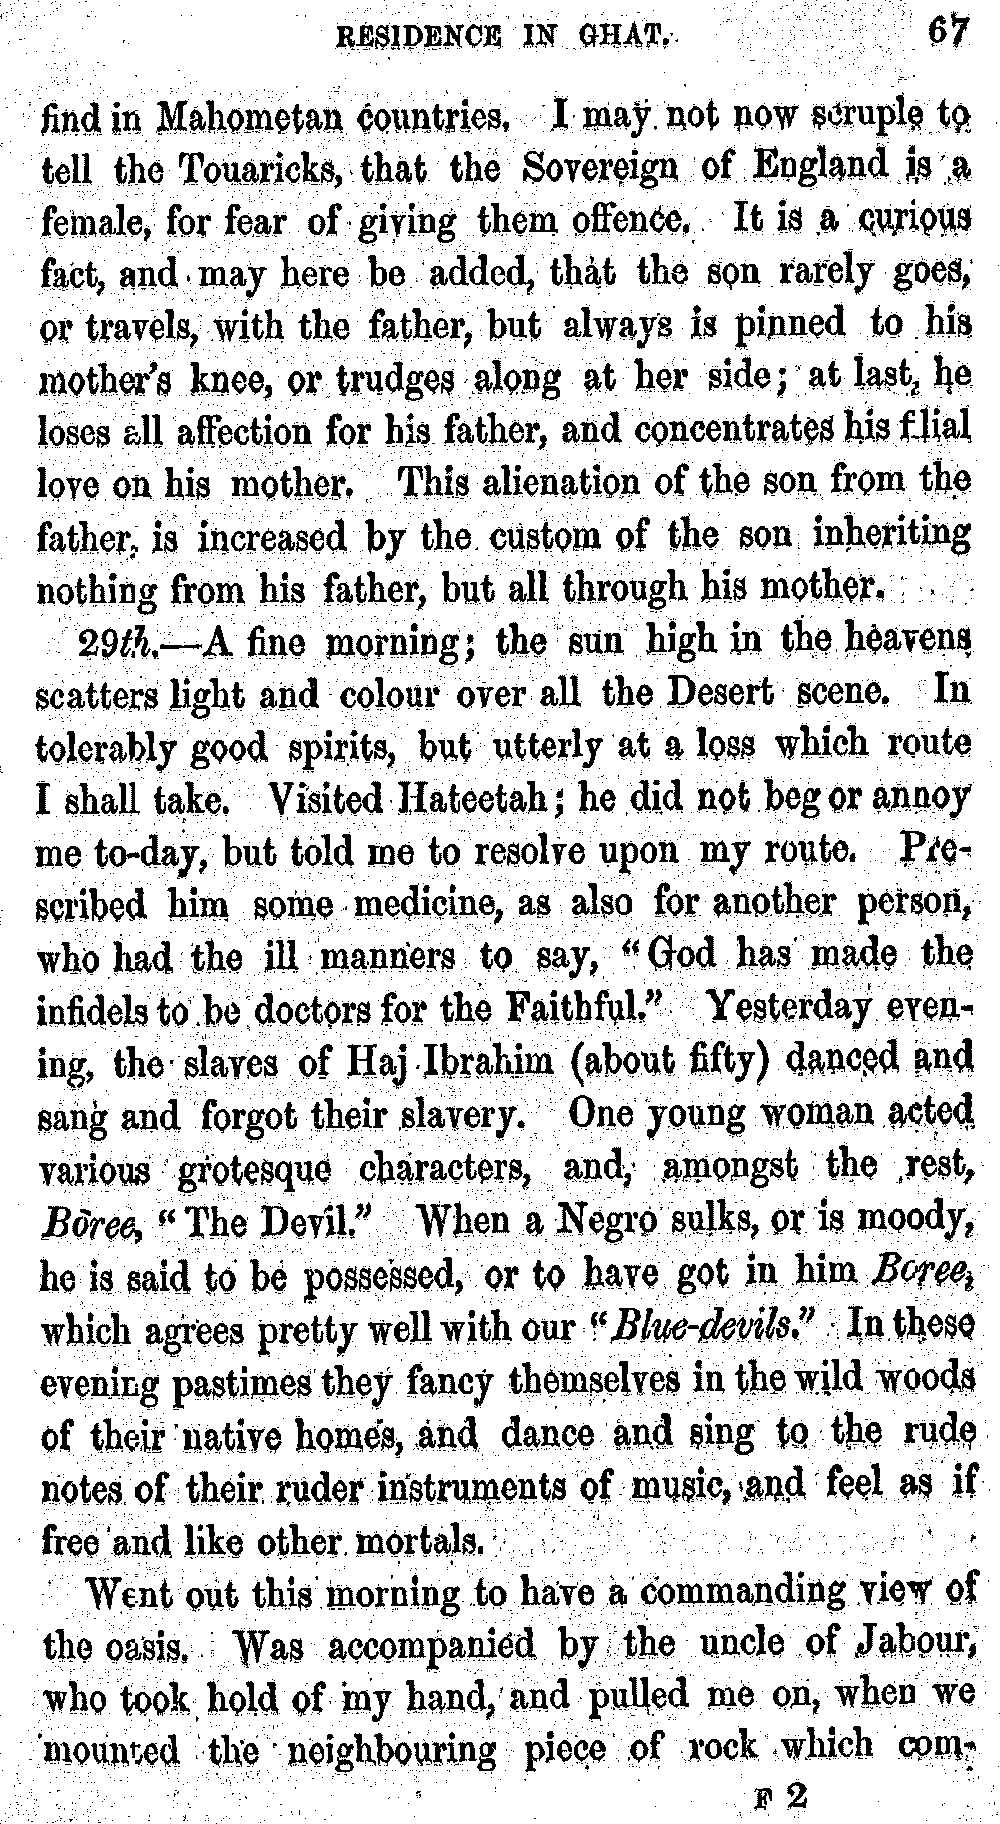 RESIDENCE IN GHAT. 67
find in Mahometan countries. I may not now scruple to
tell the Touaricks, that the Sovereign of England is a
female, for fear of giving them offence. It is a curious
fact, and may here be added, that the son rarely goes,
or travels, with the father, but always is pinned to his
mother's knee, or trudges along at her side; at last, he
loses all affection for his father, and concentrates his filial
love on his mother. This alienation of the son from the
father, is increased by the custom of the son inheriting
nothing from his father, but all through his mother.
29th.—A fine morning; the sun high in the heavens
scatters light and colour over all the Desert scene. In
tolerably good spirits, but utterly at a loss which route
I shall take. Visited Hateetah; he did not beg or annoy
me to-day, but told me to resolve upon my route. Pre-
scribed him some medicine, as also for another person,
who had the ill manners to say, "God has made the
infidels to be doctors for the Faithful." Yesterday even-
ing, the slaves of Haj Ibrahim (about fifty) danced and
sang and forgot their slavery. One young woman acted
various grotesque characters, and, amongst the rest,
Boree, "The Devil." When a Negro sulks, or is moody,
he is said to be possessed, or to have got in him Boree,
which agrees pretty well with our "Blue-devils." In these
evening pastimes they fancy themselves in the wild woods
of their native homes, and dance and sing to the rude
notes of their ruder instruments of music, and feel as if
free and like other mortals.
Went out this morning to have a commanding view of
the oasis. Was accompanied by the uncle of Jabour,
who took hold of my hand, and pulled me on, when we
mounted the neighbouring piece of rock which com-
F 2